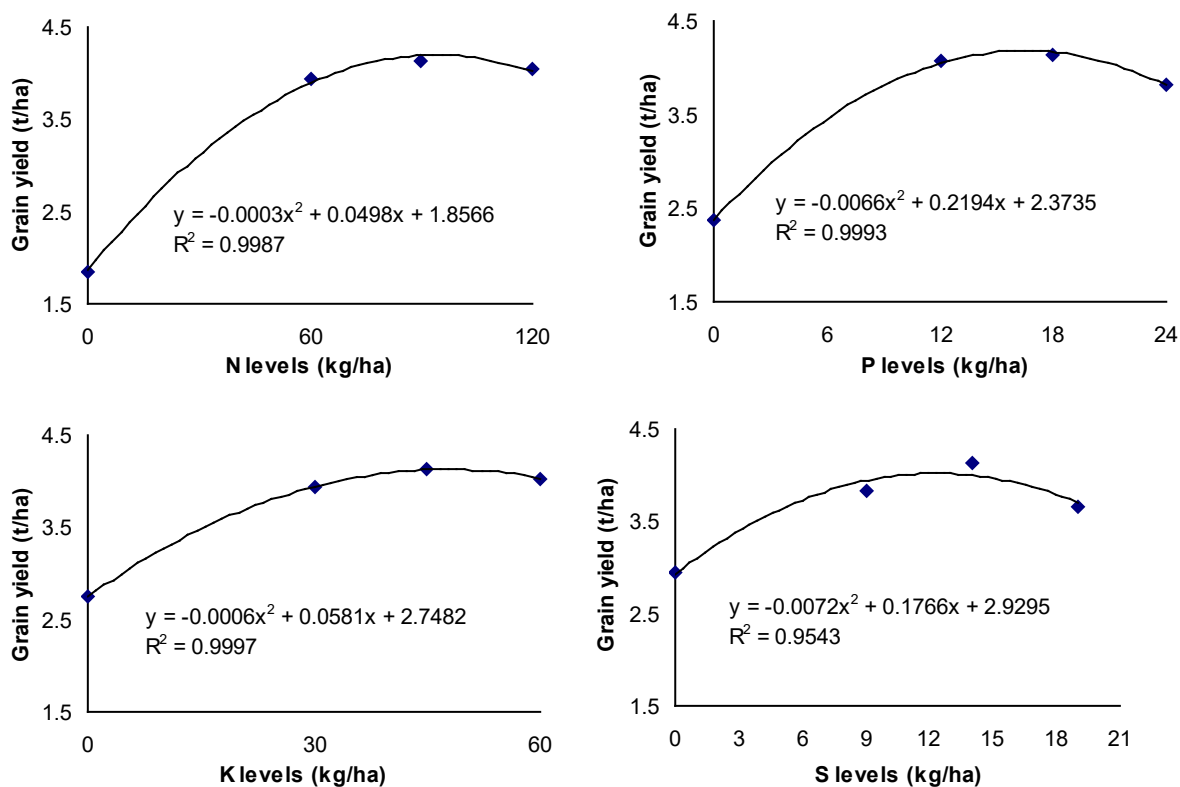 4.5
3.5
2.5
1.5
Grain yield (t/ha)
y = -0.0003x² + 0.0498x + 1.8566
R² = 0.9987
0 60 120
N levels (kg/ha)
4.5
3.5
2.5
1.5
Grain yield (t/ha)
y = -0.0066x² + 0.2194x + 2.3735
R² = 0.9993
0 6 12 18 24
P levels (kg/ha)
4.5
3.5
2.5
1.5
Grain yield (t/ha)
y = -0.0006x² + 0.0581x + 2.7482
R² = 0.9997
0 30 60
K levels (kg/ha)
4.5
3.5
2.5
1.5
Grain yield (t/ha)
y = -0.0072x² + 0.1766x + 2.9295
R² = 0.9543
0 3 6 9 12 15 18 21
S levels (kg/ha)